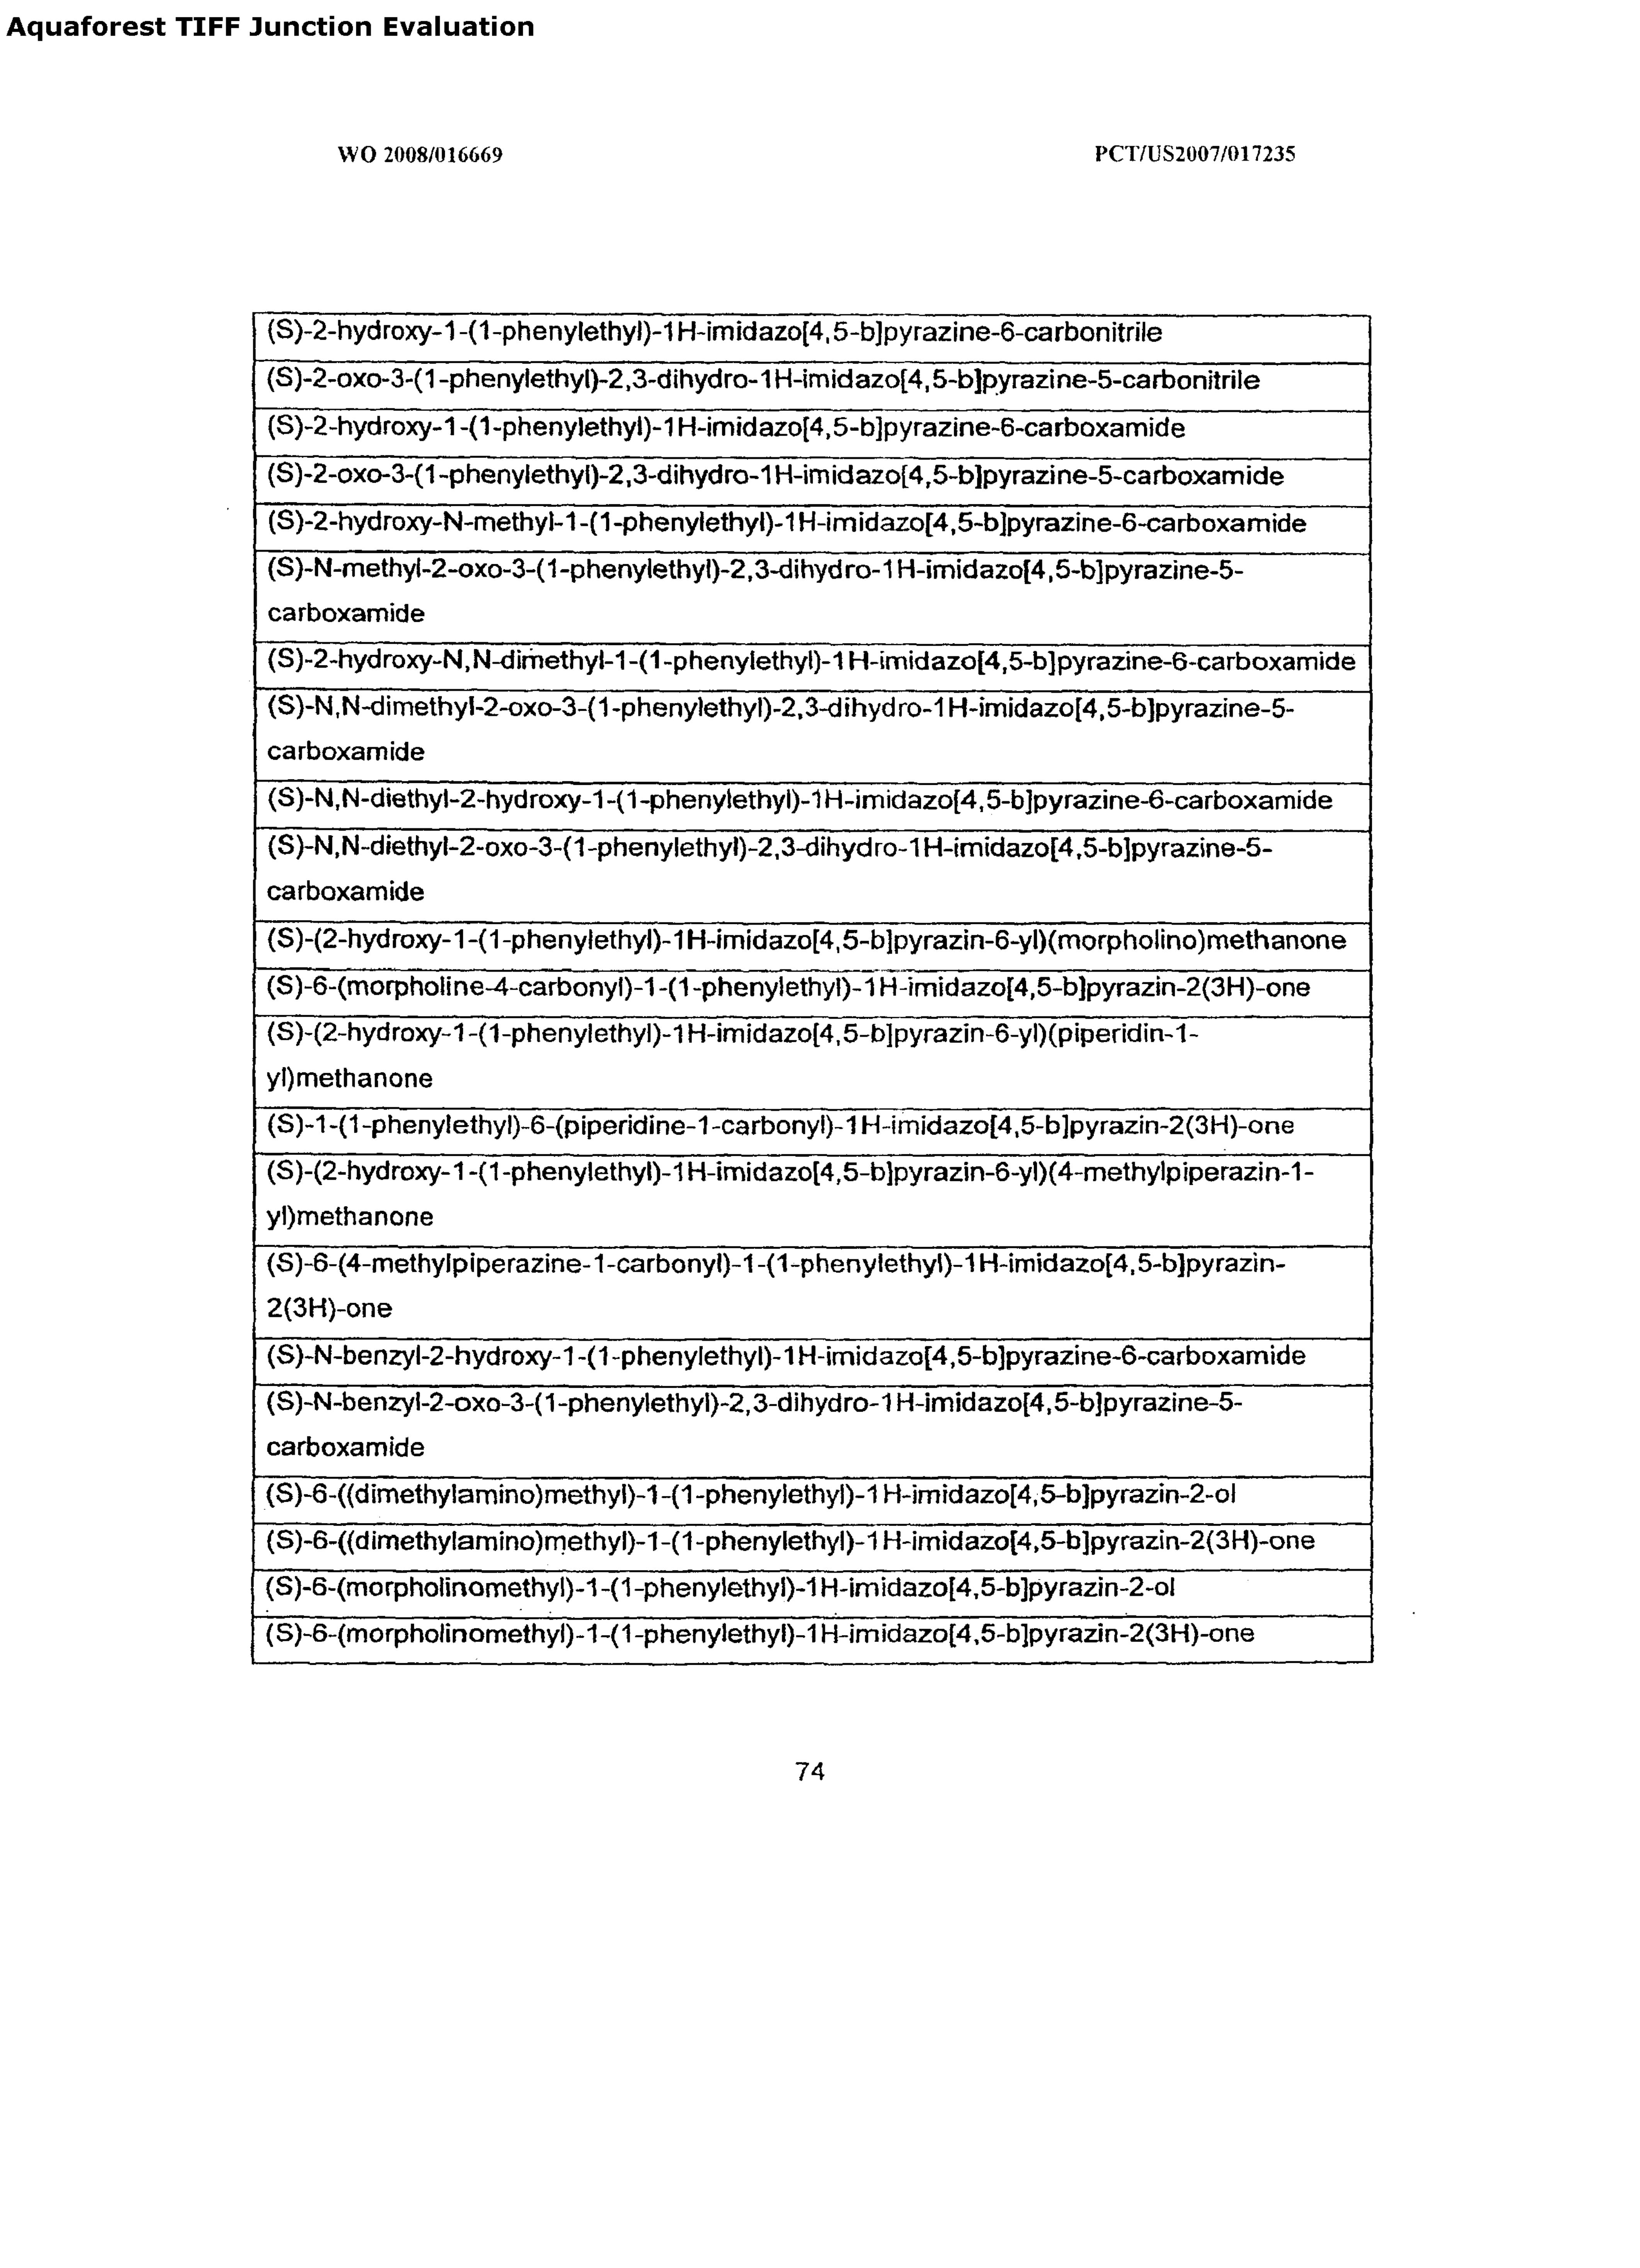 Aquaforest TIFF Junction Evaluation
WO 2008/016669 PCT/US2007/017235
(S)-2-hydroxy-1-(1-phenylethyl)-1H-imidazo[4,5-b]pyrazine-6-carbonitrile
(S)-2-oxo-3-(1-phenylethyl)-2,3-dihydro-1H-imidazo[4,5-b]pyrazine-5-carbonitrile
(S)-2-hydroxy-1-(1-phenylethyl)-1H-imidazo[4,5-b]pyrazine-6-carboxamide
(S)-2-oxo-3-(1-phenylethyl)-2,3-dihydro-1H-imidazo[4,5-b]pyrazine-5-carboxamide
(S)-2-hydroxy-N-methyl-1-(1-phenylethyl)-1H-imidazo[4,5-b]pyrazine-6-carboxamide
(S)-N-methyl-2-oxo-3-(1-phenylethyl)-2,3-dihydro-1H-imidazo[4,5-b]pyrazine-5-
carboxamide
(S)-2-hydroxy-N,N-dimethyl-1-(1-phenylethyl)-1H-imidazo[4,5-b]pyrazine-6-carboxamide
(S)-N,N-dimethyl-2-oxo-3-(1-phenylethyl)-2,3-dihydro-1H-imidazo[4,5-b]pyrazine-5-
carboxamide
(S)-N,N-diethyl-2-hydroxy-1-(1-phenylethyl)-1H-imidazo[4,5-b]pyrazine-6-carboxamide
(S)-N,N-diethyl-2-oxo-3-(1-phenylethyl)-2,3-dihydro-1H-imidazo[4,5-b]pyrazine-5-
carboxamide
(S)-(2-hydroxy-1-(1-phenylethyl)-1H-imidazo[4,5-b]pyrazin-6-yl)(morpholino)methanone
(S)-6-(morpholine-4-carbonyl)-1-(1-phenylethyl)-1H-imidazo[4,5-b]pyrazin-2(3H)-one
(S)-(2-hydroxy-1-(1-phenylethyl)-1H-imidazo[4,5-b]pyrazin-6-yl)(piperidin-1-
yl)methanone
(S)-1-(1-phenylethyl)-6-(piperidine-1-carbonyl)-1H-imidazo[4,5-b]pyrazin-2(3H)-one
(S)-(2-hydroxy-1-(1-phenylethyl)-1H-imidazo[4,5-b]pyrazin-6-yl)(4-methylpiperazin-1-
yl)methanone
(S)-6-(4-methylpiperazine-1-carbonyl)-1-(1-phenylethyl)-1H-imidazo[4,5-b]pyrazin-
2(3H)-one
(S)-N-benzyl-2-hydroxy-1-(1-phenylethyl)-1H-imidazo[4,5-b]pyrazine-6-carboxamide
(S)-N-benzyl-2-oxo-3-(1-phenylethyl)-2,3-dihydro-1H-imidazo[4,5-b]pyrazine-5-
carboxamide
(S)-6-((dimethylamino)methyl)-1-(1-phenylethyl)-1H-imidazo[4,5-b]pyrazin-2-ol
(S)-6-((dimethylamino)methyl)-1-(1-phenylethyl)-1H-imidazo[4,5-b]pyrazin-2(3H)-one
(S)-6-(morpholinomethyl)-1-(1-phenylethyl)-1H-imidazo[4,5-b]pyrazin-2-ol
(S)-6-(morpholinomethyl)-1-(1-phenylethyl)-1H-imidazo[4,5-b]pyrazin-2(3H)-one
74